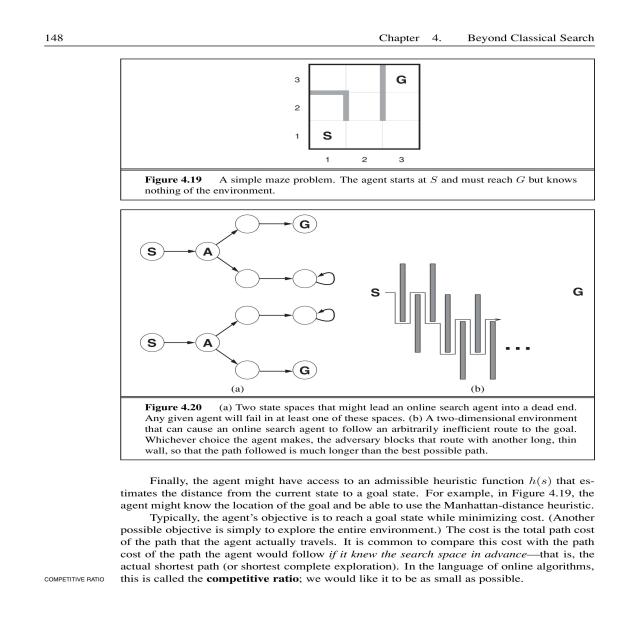 148 Chapter 4. Beyond Classical Search
3 G
2
1 S
1 2 3
Figure 4.19 A simple maze problem. The agent starts at S and must reach G but knows
nothing of the environment.
G
S A
S G
S A
G
(a) (b)
Figure 4.20 (a) Two state spaces that might lead an online search agent into a dead end.
Any given agent will fail in at least one of these spaces. (b) A two-dimensional environment
that can cause an online search agent to follow an arbitrarily inefficient route to the goal.
Whichever choice the agent makes, the adversary blocks that route with another long, thin
wall, so that the path followed is much longer than the best possible path.
Finally, the agent might have access to an admissible heuristic function h(s) that es-
timates the distance from the current state to a goal state. For example, in Figure 4.19, the
agent might know the location of the goal and be able to use the Manhattan-distance heuristic.
Typically, the agent's objective is to reach a goal state while minimizing cost. (Another
possible objective is simply to explore the entire environment.) The cost is the total path cost
of the path that the agent actually travels. It is common to compare this cost with the path
cost of the path the agent would follow if it knew the search space in advance—that is, the
actual shortest path (or shortest complete exploration). In the language of online algorithms,
COMPETITIVE RATIO this is called the competitive ratio; we would like it to be as small as possible.